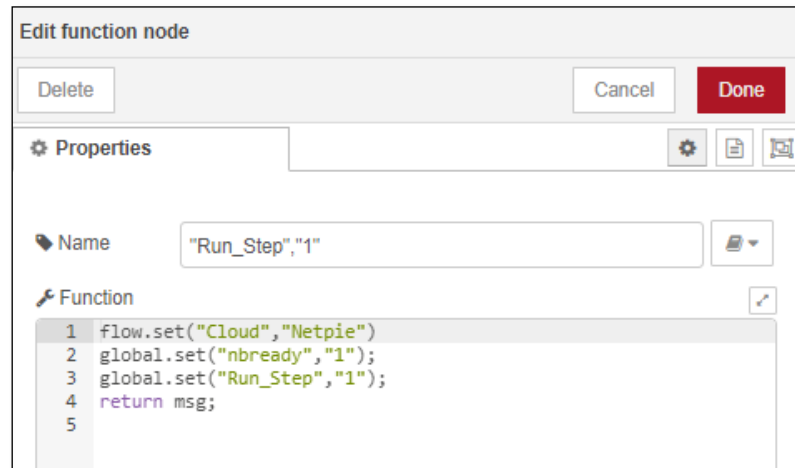 Edit function node
Delete Cancel Done
Properties
Name "Run_Step","1"
Function
1 flow.set("Cloud","Netpie")
2 global.set("nbready","1");
3 global.set("Run_Step","1");
4 return msg;
5